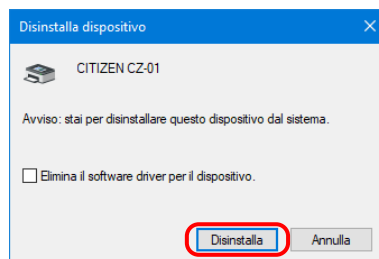 Disinstalla dispositivo
CITIZEN CZ-01
Avviso: stai per disinstallare questo dispositivo dal sistema.
Elimina il software driver per il dispositivo.
Disinstalla Annulla